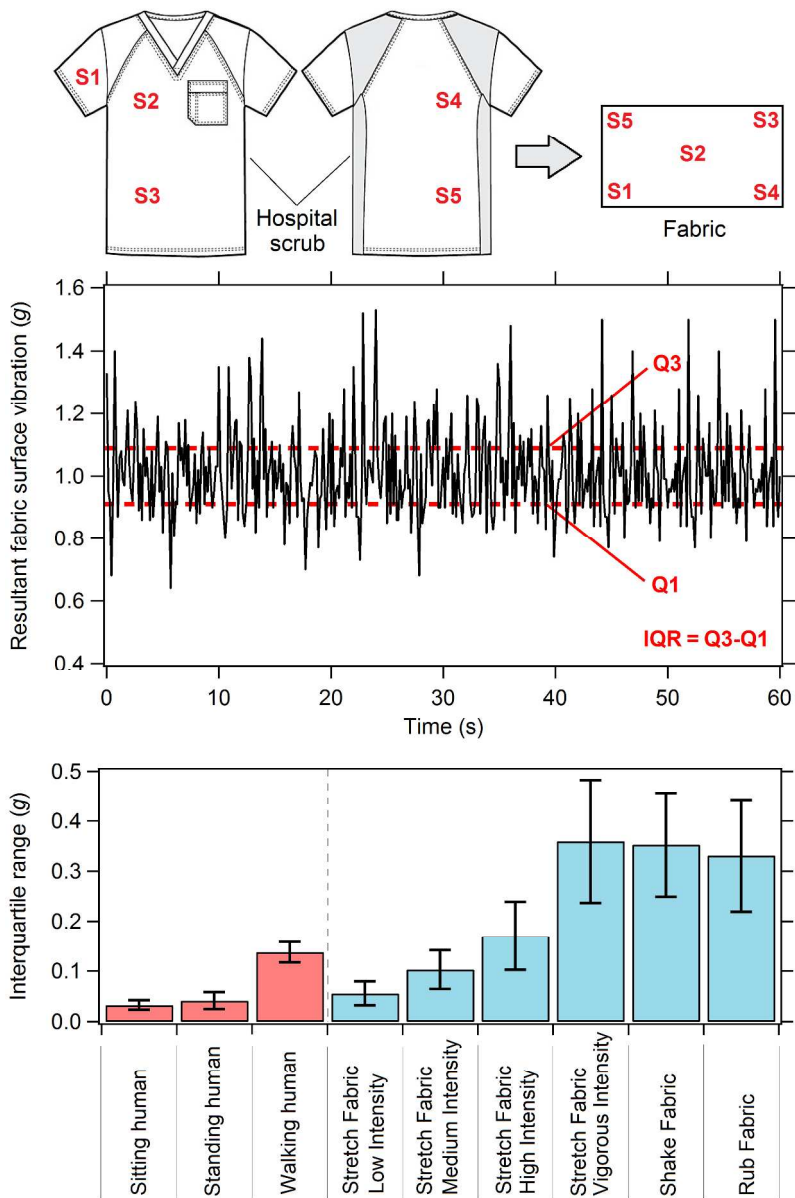 S1
S2
S3
S4
S5
Hospital
scrub
S5
S3
S2
S1
S4
Fabric
Resultant fabric surface vibration (g)
1.6
1.4
1.2
1.0
0.8
0.6
0.4
Q3
Q1
IQR = Q3-Q1
0
10
20
30
40
50
60
Time (s)
Interquartile range (g)
0.5
0.4
0.3
0.2
0.1
0.0
Sitting human
Standing human
Walking human
Stretch Fabric
Low Intensity
Stretch Fabric
Medium Intensity
Stretch Fabric
High Intensity
Stretch Fabric
Vigorous Intensity
Shake Fabric
Rub Fabric